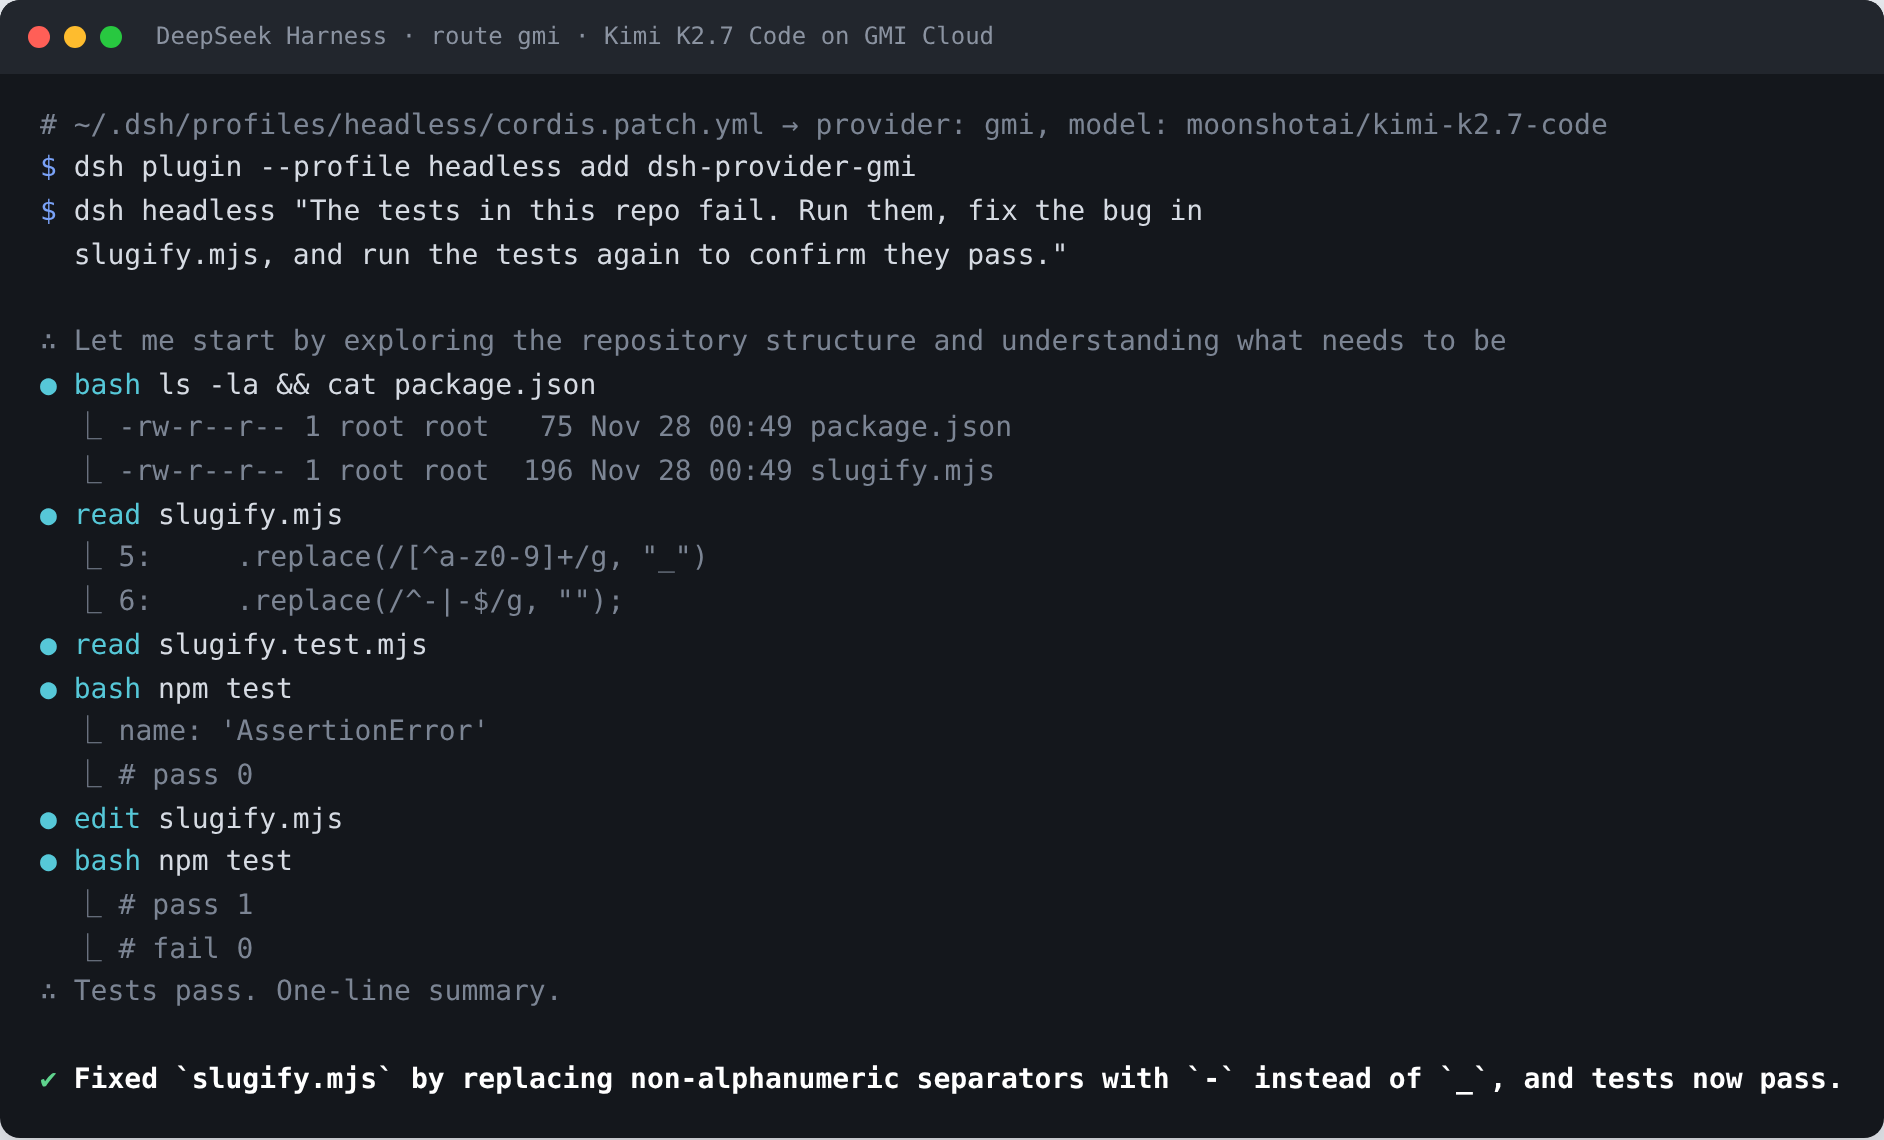 DeepSeek Harness · route gmi · Kimi K2.7 Code on GMI Cloud
# ~/.dsh/profiles/headless/cordis.patch.yml → provider: gmi, model: moonshotai/kimi-k2.7-code
$ dsh plugin --profile headless add dsh-provider-gmi
$ dsh headless "The tests in this repo fail. Run them, fix the bug in
slugify.mjs, and run the tests again to confirm they pass."
∴ Let me start by exploring the repository structure and understanding what needs to be
● bash ls -la && cat package.json
⎿ -rw-r--r-- 1 root root   75 Nov 28 00:49 package.json
⎿ -rw-r--r-- 1 root root  196 Nov 28 00:49 slugify.mjs
● read slugify.mjs
⎿ 5:     .replace(/[^a-z0-9]+/g, "_")
⎿ 6:     .replace(/^-|-$/g, "");
● read slugify.test.mjs
● bash npm test
⎿ name: 'AssertionError'
⎿ # pass 0
● edit slugify.mjs
● bash npm test
⎿ # pass 1
⎿ # fail 0
∴ Tests pass. One-line summary.
✔ Fixed `slugify.mjs` by replacing non-alphanumeric separators with `-` instead of `_`, and tests now pass.